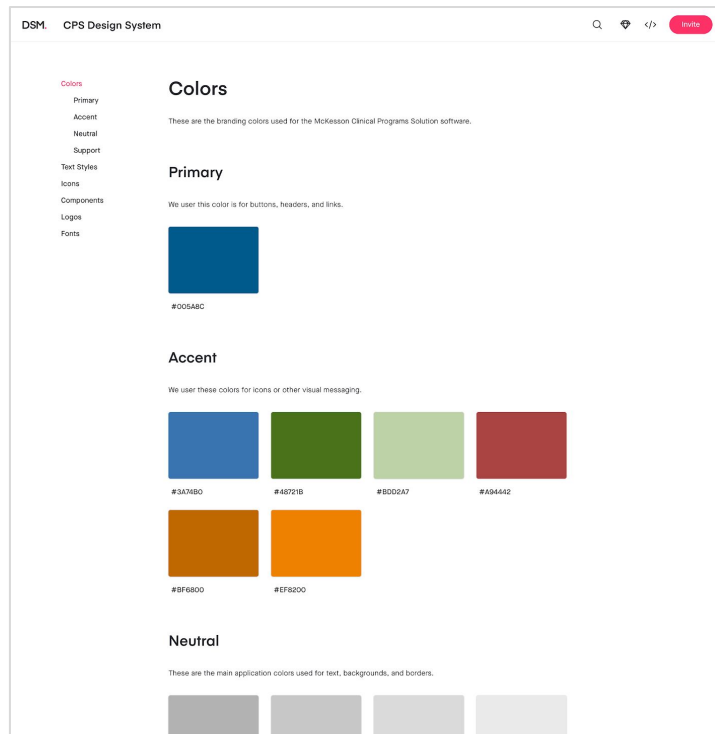 DSM. CPS Design System
</> Invite
Colors
Primary
Accent
Neutral
Support
Text Styles
Icons
Components
Logos
Fonts
Colors
These are the branding colors used for the McKesson Clinical Programs Solution software.
Primary
We user this color is for buttons, headers, and links.
#005A8C
Accent
We user these colors for icons or other visual messaging.
#3A74B0 #48721B #BDD2A7 #A94442
#BF6800 #EF8200
Neutral
These are the main application colors used for text, backgrounds, and borders.